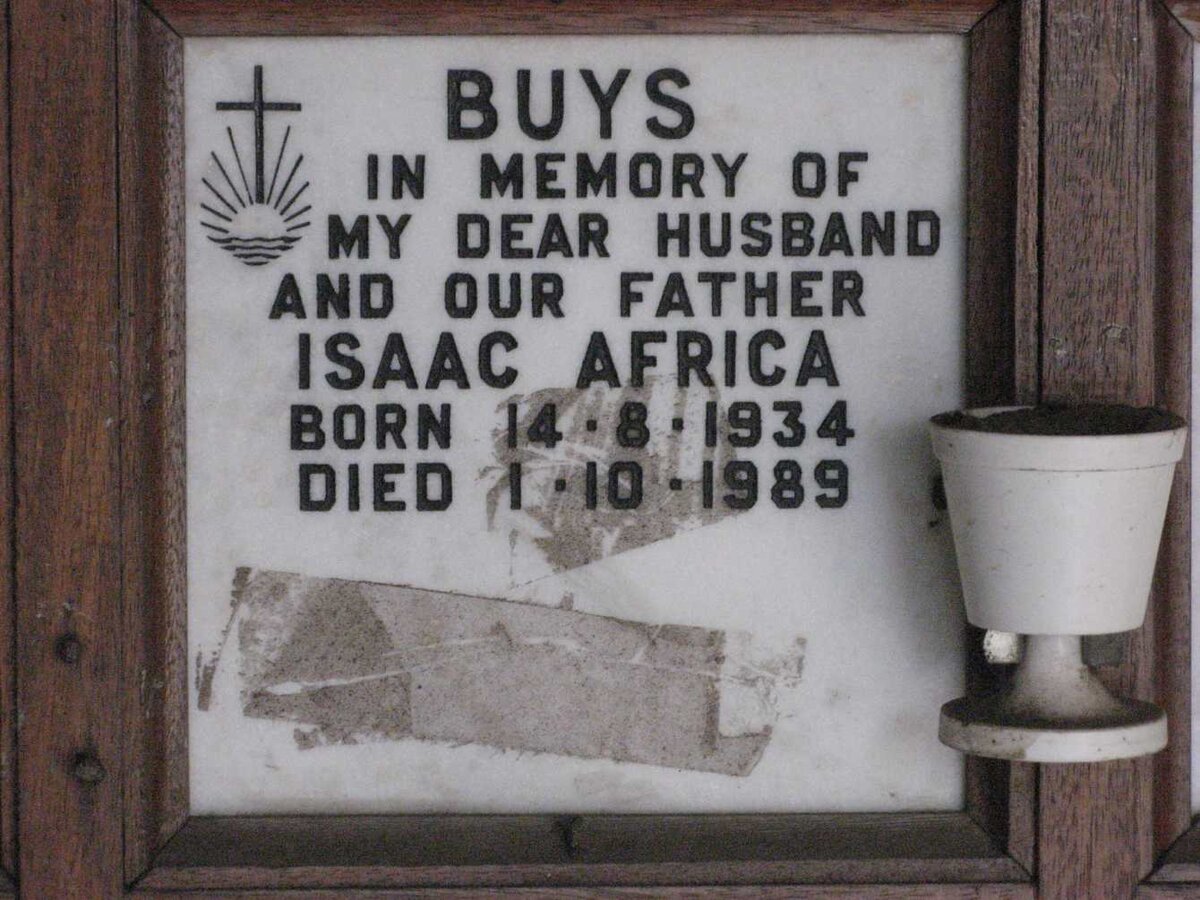 BUYS
IN MEMORY OF
MY DEAR HUSBAND
AND OUR FATHER
ISAAC AFRICA
BORN 14·8·1934
DIED 1·10·1989